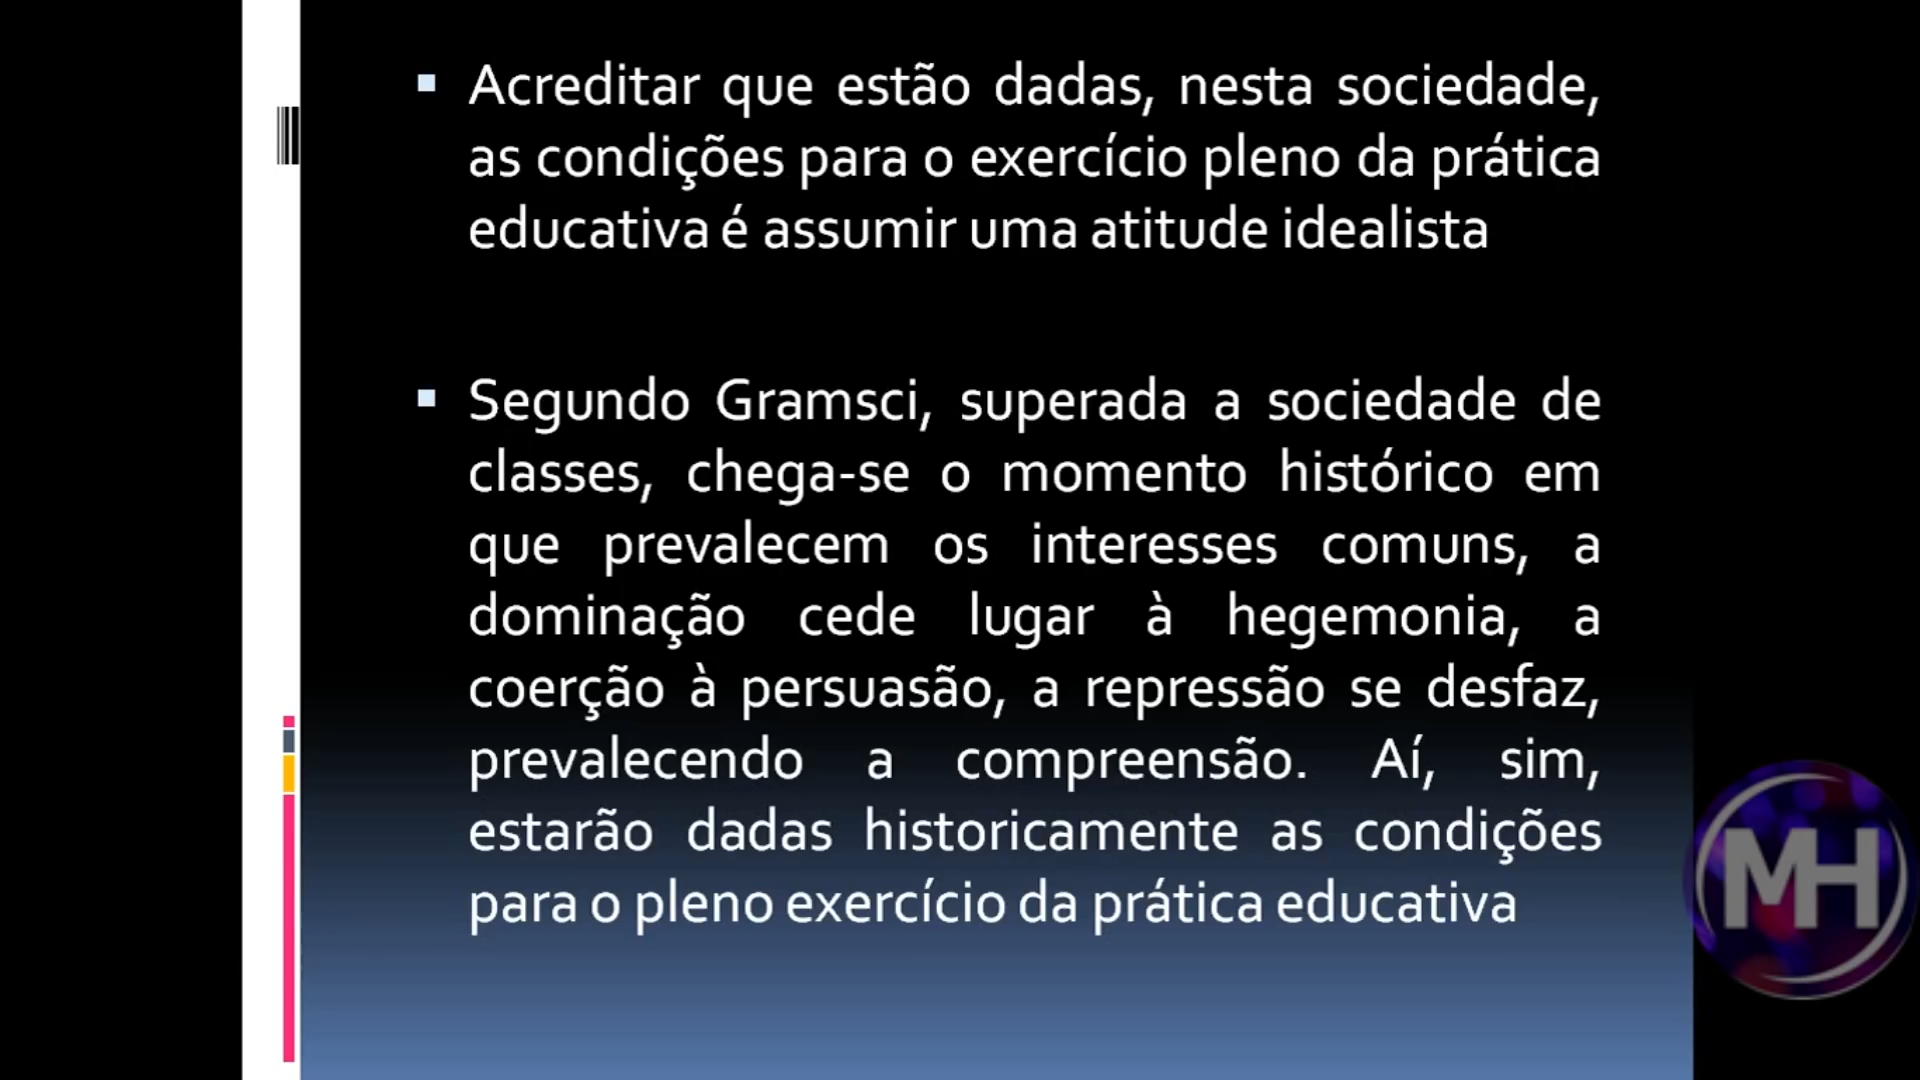 Acreditar que estão dadas, nesta sociedade,
as condições para o exercício pleno da prática
educativa é assumir uma atitude idealista
Segundo Gramsci, superada a sociedade de
classes, chega-se o momento histórico em
que prevalecem os interesses comuns, a
dominação cede lugar à hegemonia, a
coerção à persuasão, a repressão se desfaz,
prevalecendo a compreensão. Aí, sim,
estarão dadas historicamente as condições
para o pleno exercício da prática educativa
MH